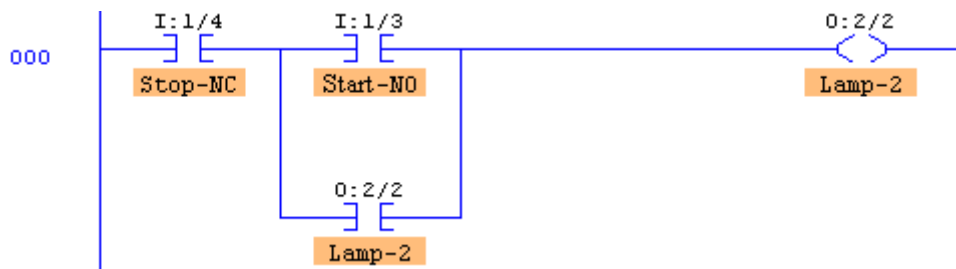 I:1/4 I:1/3 O:2/2
000
Stop-NC Start-NO Lamp-2
O:2/2
Lamp-2